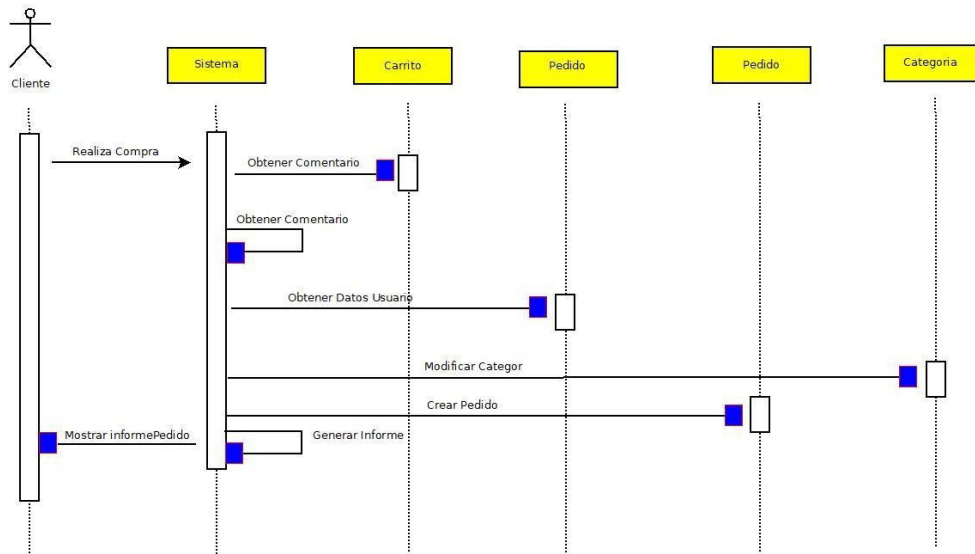 Cliente
Sistema
Carrito
Pedido
Pedido
Categoria
Realiza Compra
Obtener Comentario
Obtener Comentario
Obtener Datos Usuario
Modificar Categor
Crear Pedido
Mostrar informePedido
Generar Informe